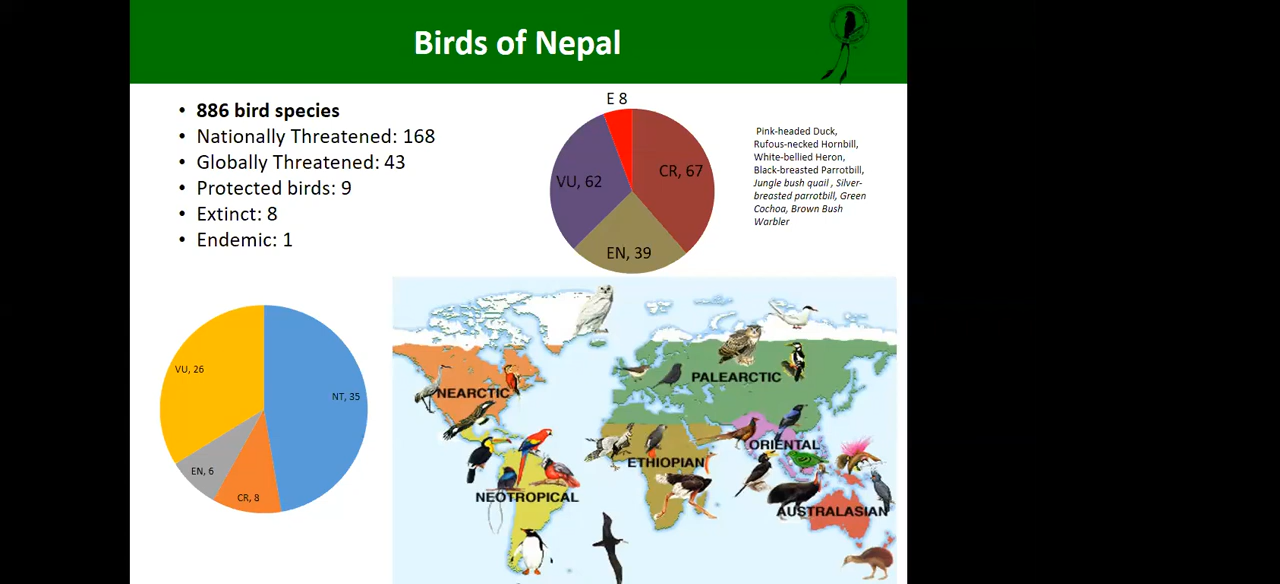 Birds of Nepal
• 886 bird species
• Nationally Threatened: 168
• Globally Threatened: 43
• Protected birds: 9
• Extinct: 8
• Endemic: 1
E 8
CR, 67
VU, 62
EN, 39
Pink-headed Duck,
Rufous-necked Hornbill,
White-bellied Heron,
Black-breasted Parrotbill,
Jungle bush quail , Silver-
breasted parrotbill, Green
Cochoa, Brown Bush
Warbler
VU, 26
NT, 35
EN, 6
CR, 8
NEARCTIC
PALEARCTIC
ORIENTAL
ETHIOPIAN
NEOTROPICAL
AUSTRALASIAN